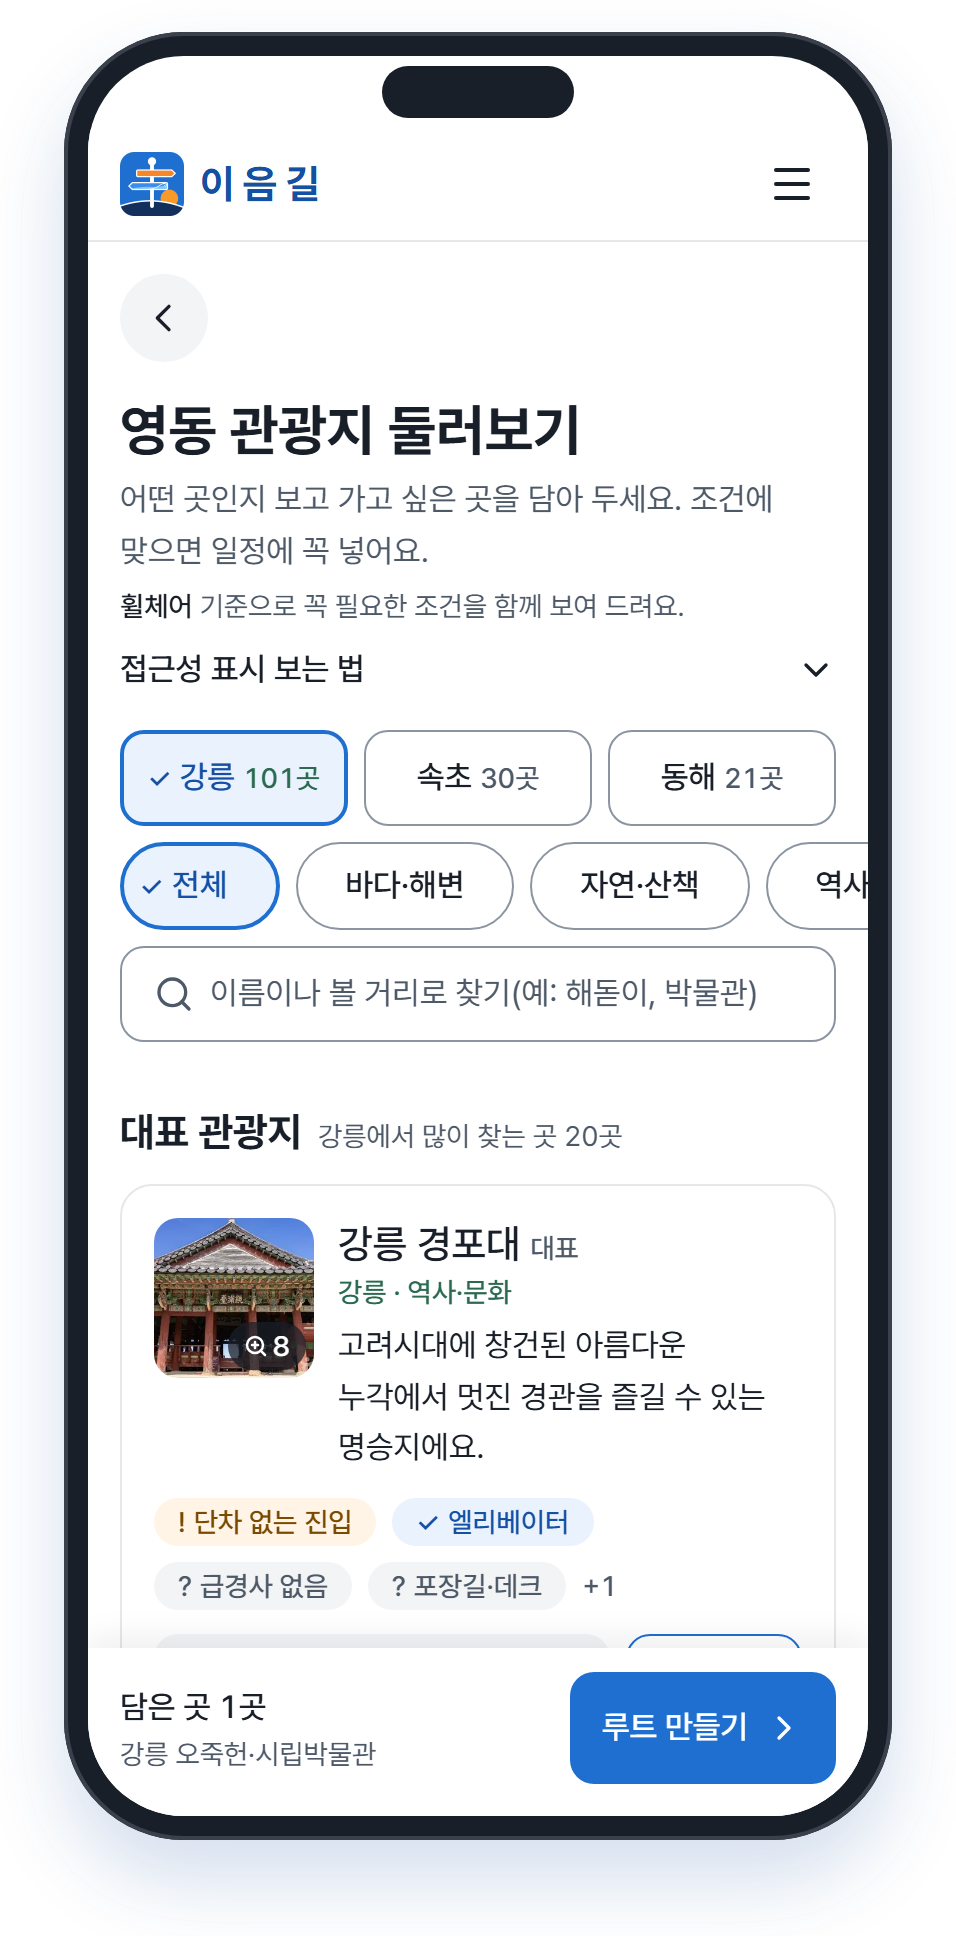 이음길
영동 관광지 둘러보기
어떤 곳인지 보고 가고 싶은 곳을 담아 두세요. 조건에
맞으면 일정에 꼭 넣어요.
휠체어 기준으로 꼭 필요한 조건을 함께 보여 드려요.
접근성 표시 보는 법
강릉 101곳
속초 30곳
동해 21곳
전체
바다·해변
자연·산책
역사
이름이나 볼 거리로 찾기(예: 해돋이, 박물관)
대표 관광지 강릉에서 많이 찾는 곳 20곳
강릉 경포대 대표
강릉 · 역사·문화
고려시대에 창건된 아름다운
누각에서 멋진 경관을 즐길 수 있는
명승지에요.
8
! 단차 없는 진입
엘리베이터
? 급경사 없음
? 포장길·데크
+1
담은 곳 1곳
강릉 오죽헌·시립박물관
루트 만들기